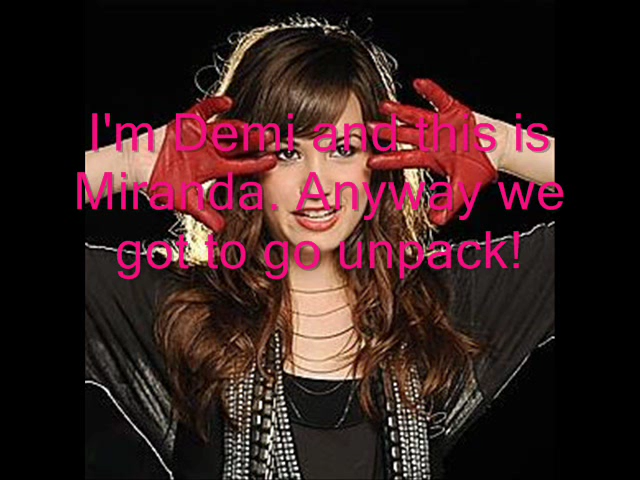 I'm Demi and this is
Miranda. Anyway we
got to go unpack!